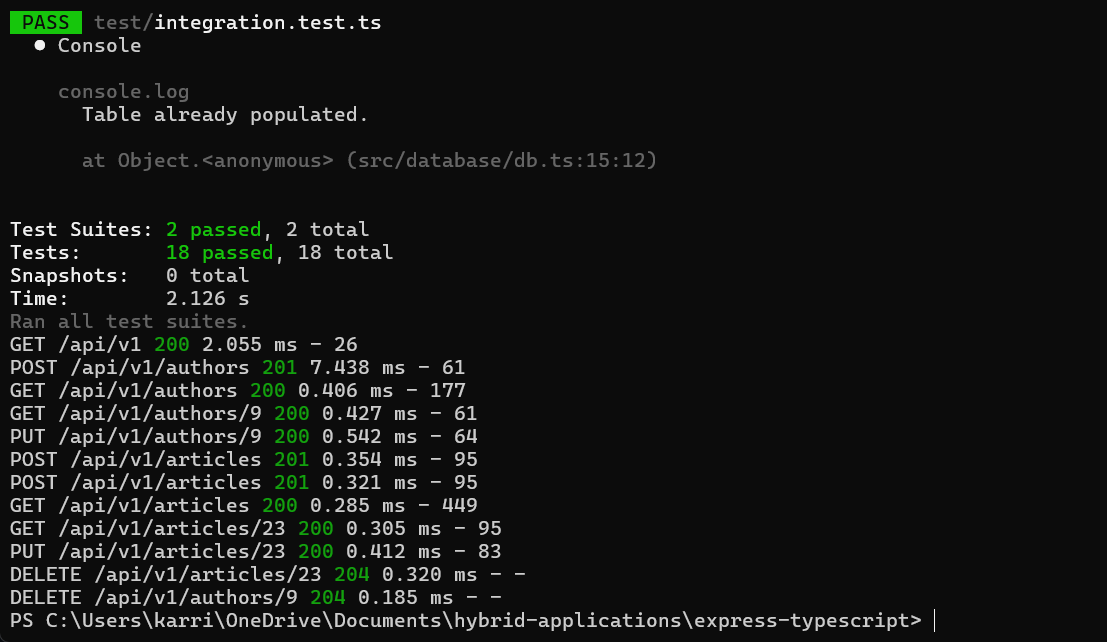 PASS test/integration.test.ts
● Console
console.log
Table already populated.
at Object.<anonymous> (src/database/db.ts:15:12)
Test Suites: 2 passed, 2 total
Tests: 18 passed, 18 total
Snapshots: 0 total
Time: 2.126 s
Ran all test suites.
GET /api/v1 200 2.055 ms - 26
POST /api/v1/authors 201 7.438 ms - 61
GET /api/v1/authors 200 0.406 ms - 177
GET /api/v1/authors/9 200 0.427 ms - 61
PUT /api/v1/authors/9 200 0.542 ms - 64
POST /api/v1/articles 201 0.354 ms - 95
POST /api/v1/articles 201 0.321 ms - 95
GET /api/v1/articles 200 0.285 ms - 449
GET /api/v1/articles/23 200 0.305 ms - 95
PUT /api/v1/articles/23 200 0.412 ms - 83
DELETE /api/v1/articles/23 204 0.320 ms - -
DELETE /api/v1/authors/9 204 0.185 ms - -
PS C:\Users\karri\OneDrive\Documents\hybrid-applications\express-typescript>